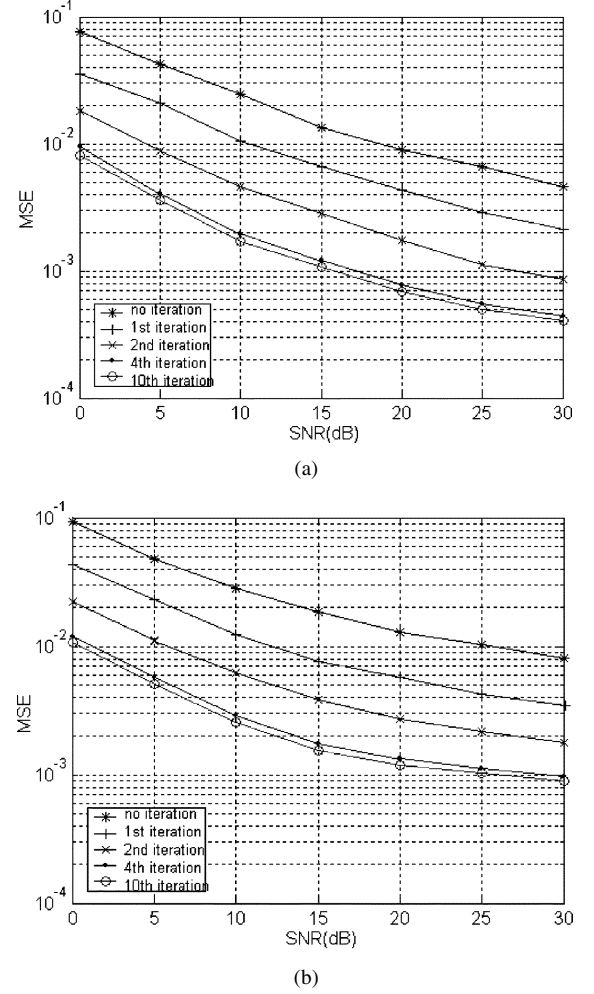 10-1
10-2
10-3
10-4
MSE
no iteration
1st iteration
2nd iteration
4th iteration
10th iteration
0 5 10 15 20 25 30
SNR(dB)
(a)
10-1
10-2
10-3
10-4
MSE
no iteration
1st iteration
2nd iteration
4th iteration
10th iteration
0 5 10 15 20 25 30
SNR(dB)
(b)